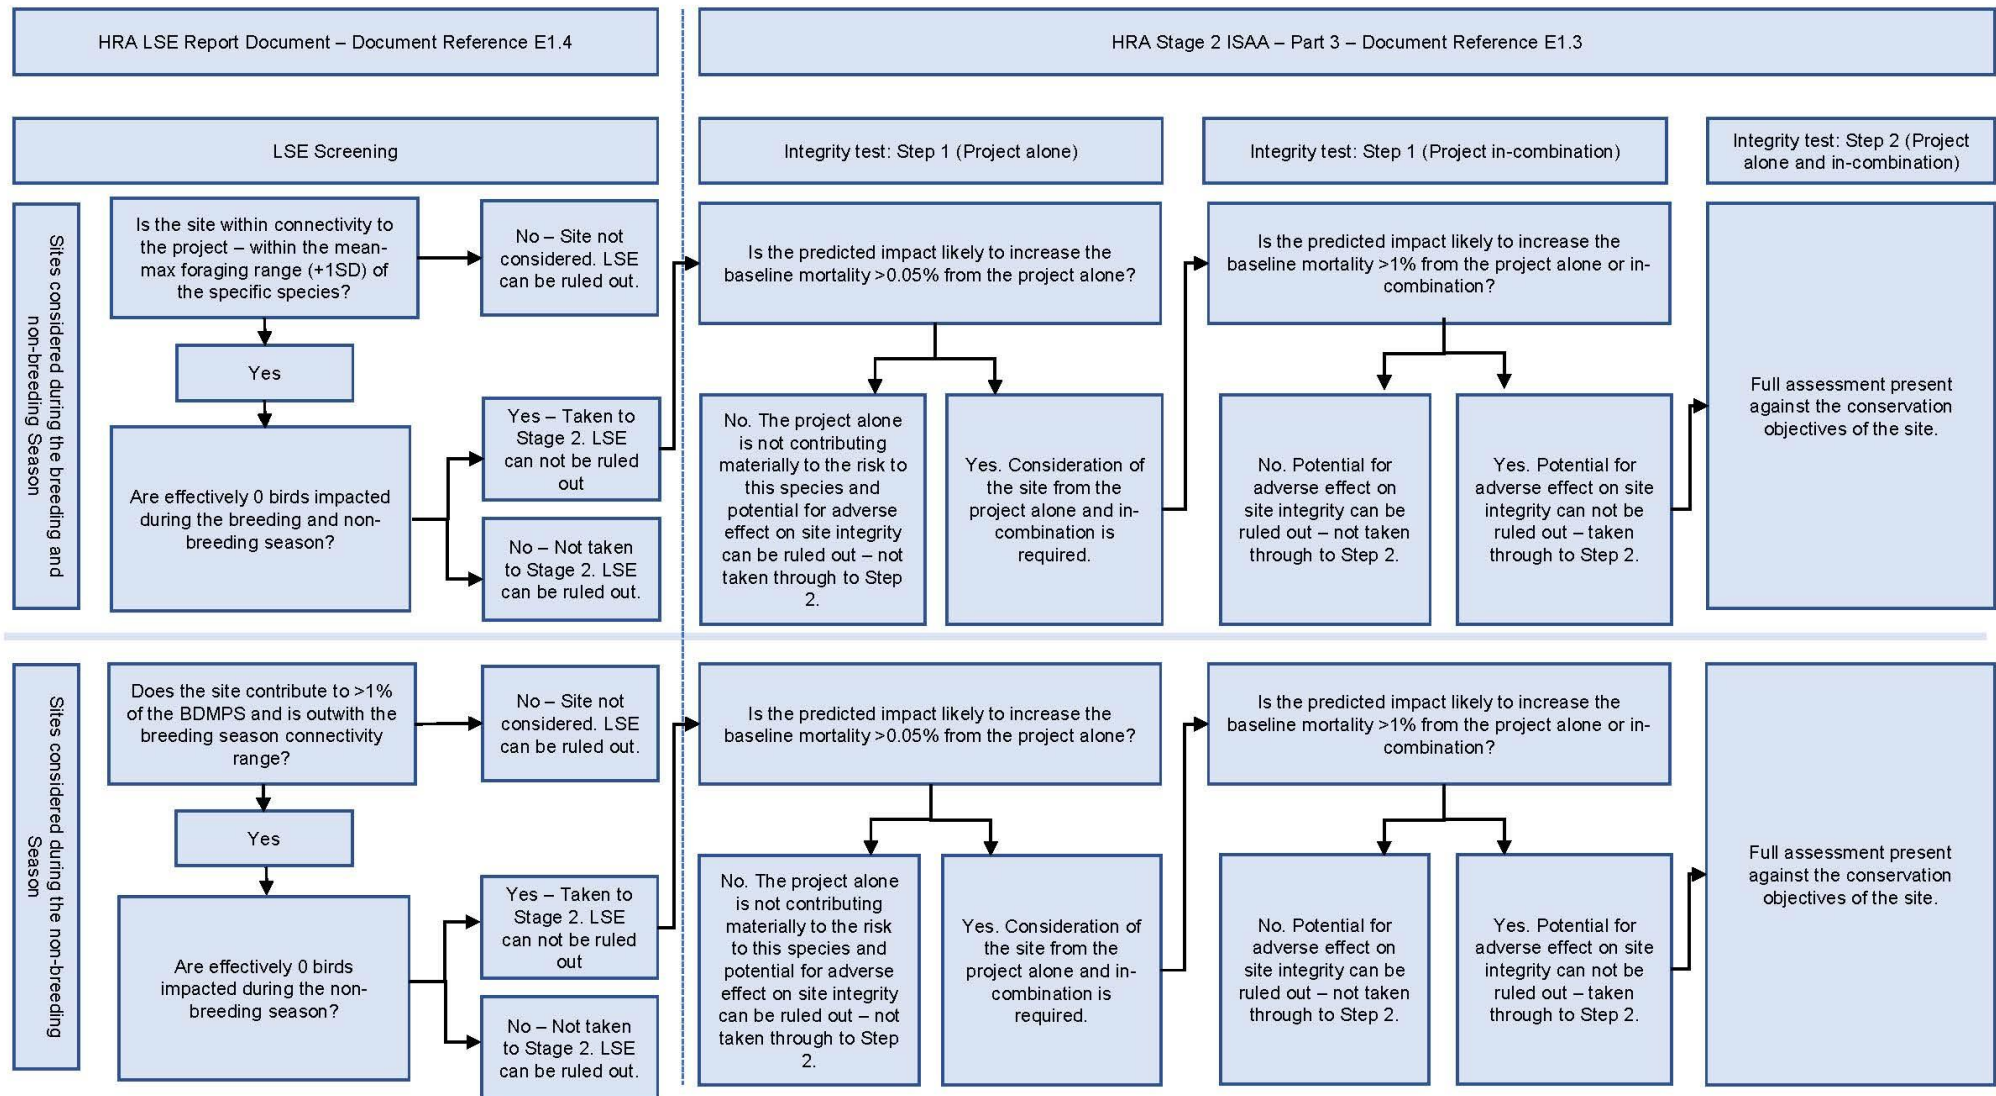 HRA LSE Report Document – Document Reference E1.4
HRA Stage 2 ISAA – Part 3 – Document Reference E1.3
LSE Screening
Integrity test: Step 1 (Project alone)
Integrity test: Step 1 (Project in-combination)
Integrity test: Step 2 (Project
alone and in-combination)
Sites considered during the breeding and
non-breeding Season
Is the site within connectivity to
the project – within the mean-
max foraging range (+1SD) of
the specific species?
No – Site not
considered. LSE
can be ruled out.
Yes
Are effectively 0 birds impacted
during the breeding and non-
breeding season?
Yes – Taken to
Stage 2. LSE
can not be ruled
out
No – Not taken
to Stage 2. LSE
can be ruled out.
Is the predicted impact likely to increase the
baseline mortality >0.05% from the project alone?
No. The project alone
is not contributing
materially to the risk to
this species and
potential for adverse
effect on site integrity
can be ruled out – not
taken through to Step
2.
Yes. Consideration of
the site from the
project alone and in-
combination is
required.
Is the predicted impact likely to increase the
baseline mortality >1% from the project alone or in-
combination?
No. Potential for
adverse effect on
site integrity can be
ruled out – not taken
through to Step 2.
Yes. Potential for
adverse effect on site
integrity can not be
ruled out – taken
through to Step 2.
Full assessment present
against the conservation
objectives of the site.
Sites considered during the non-breeding
Season
Does the site contribute to >1%
of the BDMPS and is outwith the
breeding season connectivity
range?
No – Site not
considered. LSE
can be ruled out.
Yes
Are effectively 0 birds
impacted during the non-
breeding season?
Yes – Taken to
Stage 2. LSE
can not be ruled
out
No – Not taken
to Stage 2. LSE
can be ruled out.
Is the predicted impact likely to increase the
baseline mortality >0.05% from the project alone?
No. The project alone
is not contributing
materially to the risk
to this species and
potential for adverse
effect on site integrity
can be ruled out – not
taken through to Step
2.
Yes. Consideration of
the site from the
project alone and in-
combination is
required.
Is the predicted impact likely to increase the
baseline mortality >1% from the project alone or in-
combination?
No. Potential for
adverse effect on
site integrity can be
ruled out – not taken
through to Step 2.
Yes. Potential for
adverse effect on site
integrity can not be
ruled out – taken
through to Step 2.
Full assessment present
against the conservation
objectives of the site.